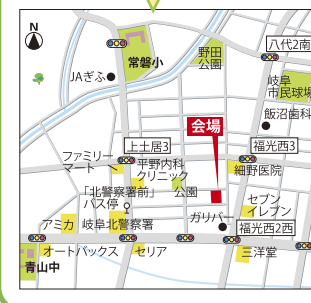 N
常磐小
野田
公園
八代2南
JAぎふ
岐阜
市民球場
飯沼歯科
会場
上土居3
福光西3
ファミリー
マート
平野内科
クリニック
細野医院
「北警察署前」
バス停
公園
セブン
イレブン
アミカ
岐阜北警察署
ガリバー
福光西2西
オートバックス
セリア
三洋堂
青山中